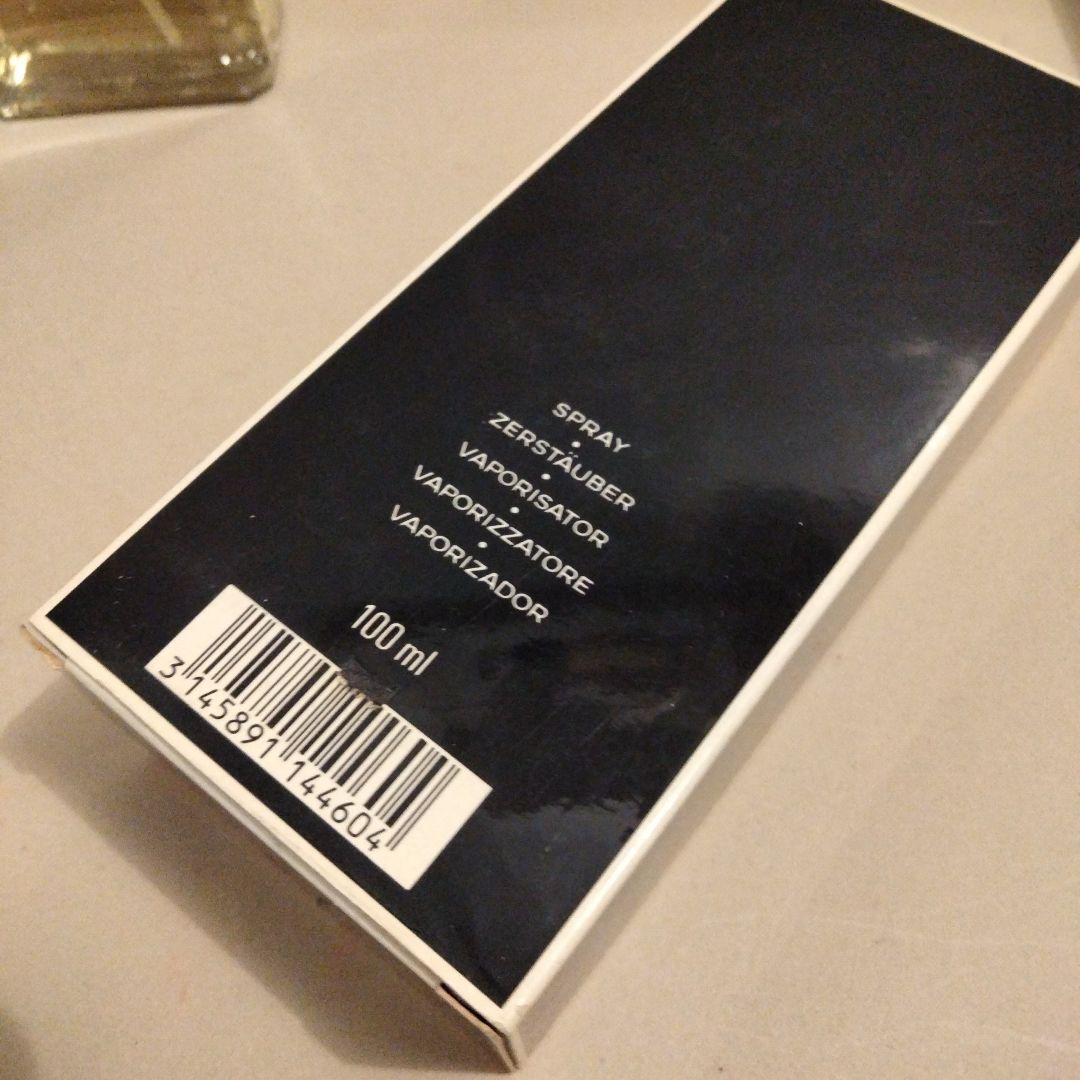 SPRAY
•
ZERSTÄUBER
•
VAPORISATOR
•
VAPORIZZATORE
•
VAPORIZADOR
100 ml
3 145891 144604